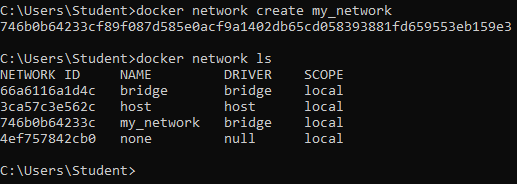 C:\Users\Student>docker network create my_network
746b0b64233cf89f087d585e0acf9a1402db65cd058393881fd659553eb159e3
C:\Users\Student>docker network ls
NETWORK ID     NAME         DRIVER    SCOPE
66a6116a1d4c   bridge       bridge    local
3ca57c3e562c   host         host      local
746b0b64233c   my_network   bridge    local
4ef757842cb0   none         null      local
C:\Users\Student>